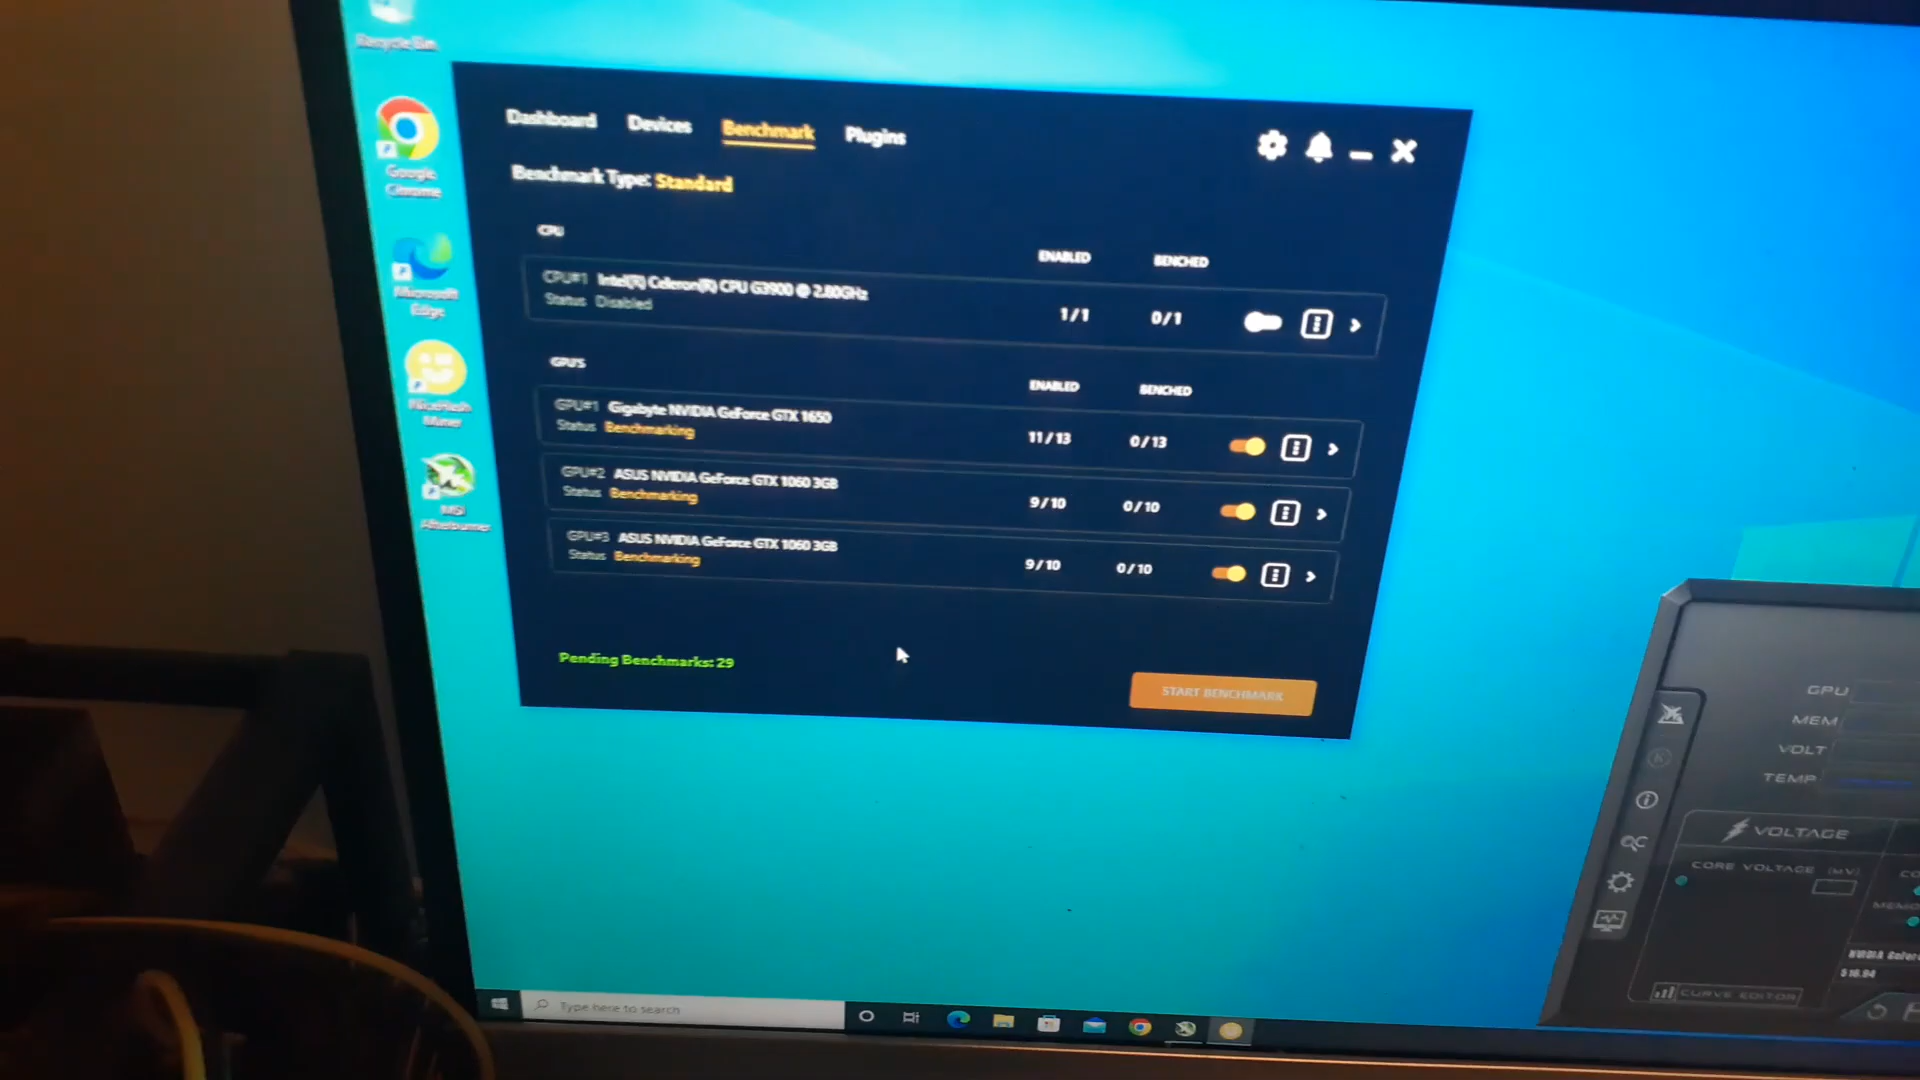 Recycle Bin
Google
Chrome
Microsoft
Edge
NiceHash
Miner
MSI
Afterburner
Dashboard Devices Benchmark Plugins
Benchmark Type: Standard
CPU
ENABLED BENCHED
CPU#1 Intel(R) Celeron(R) CPU G3900 @ 2.80GHz
Status Disabled
1/1 0/1
GPU'S
ENABLED BENCHED
GPU#1 Gigabyte NVIDIA GeForce GTX 1650
Status Benchmarking
11/13 0/13
GPU#2 ASUS NVIDIA GeForce GTX 1060 3GB
Status Benchmarking
9/10 0/10
GPU#3 ASUS NVIDIA GeForce GTX 1060 3GB
Status Benchmarking
9/10 0/10
Pending Benchmarks: 29
START BENCHMARK
GPU
MEM
VOLT
TEMP
VOLTAGE
CORE VOLTAGE (MV)
CURVE EDITOR
Type here to search